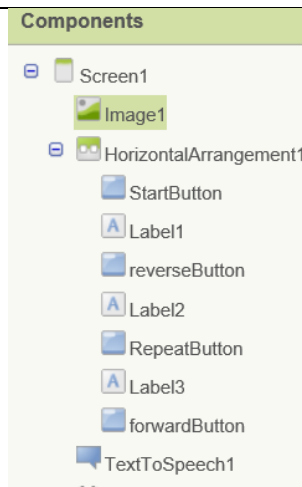 Components
Screen1
Image1
HorizontalArrangement1
StartButton
A Label1
reverseButton
A Label2
RepeatButton
A Label3
forwardButton
TextToSpeech1